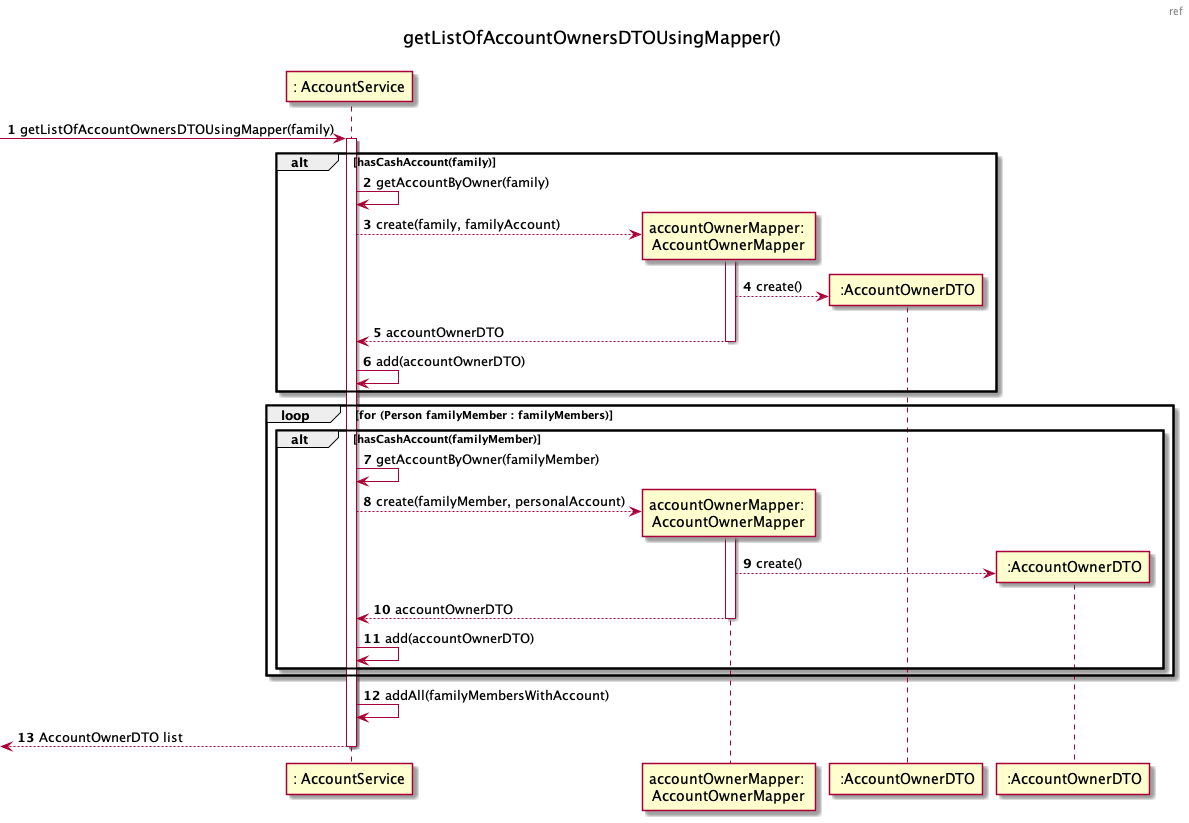 ref
getListOfAccountOwnersDTOUsingMapper()
: AccountService
1 getListOfAccountOwnersDTOUsingMapper(family)
alt [hasCashAccount(family)]
2 getAccountByOwner(family)
3 create(family, familyAccount)
accountOwnerMapper:
AccountOwnerMapper
4 create()
:AccountOwnerDTO
5 accountOwnerDTO
6 add(accountOwnerDTO)
loop [for (Person familyMember : familyMembers)]
alt [hasCashAccount(familyMember)]
7 getAccountByOwner(familyMember)
8 create(familyMember, personalAccount)
accountOwnerMapper:
AccountOwnerMapper
9 create()
:AccountOwnerDTO
10 accountOwnerDTO
11 add(accountOwnerDTO)
12 addAll(familyMembersWithAccount)
13 AccountOwnerDTO list
: AccountService
accountOwnerMapper:
AccountOwnerMapper
:AccountOwnerDTO
:AccountOwnerDTO